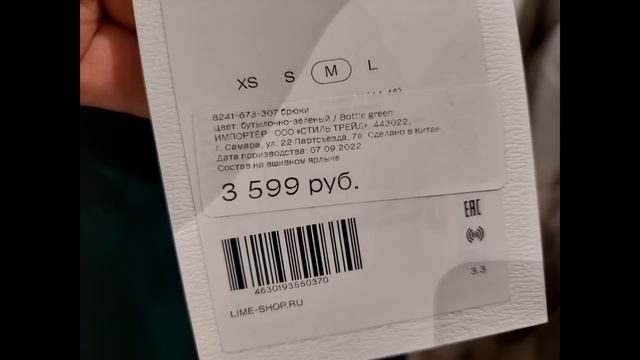 XS S M L
8241-673-307 брюки
Цвет: бутылочно-зеленый / Bottle green
ИМПОРТЕР: ООО «СТИЛЬ ТРЕЙД», 443022,
г. Самара, ул. 22 Партсъезда, 7а. Сделано в Китае
Дата производства: 07.09.2022
Состав на вшивном ярлыке
3 599 руб.
EAC
4630193550370
3.3
LIME-SHOP.RU